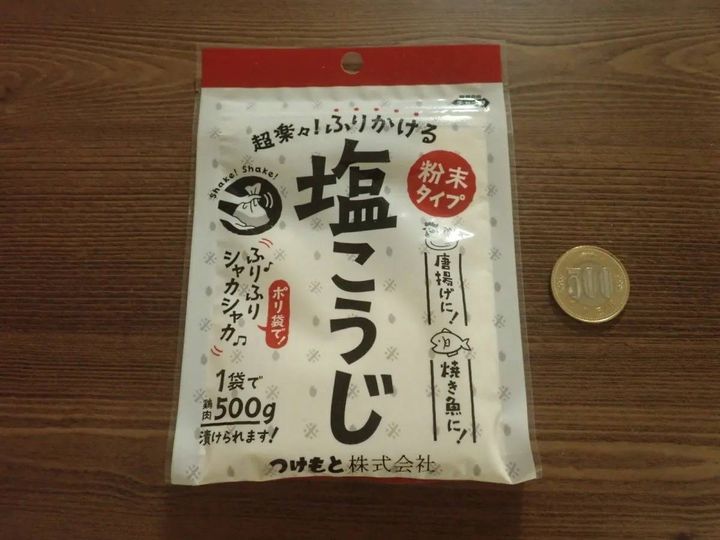 超楽々！ふりかける
塩こうじ
粉末
タイプ
Shake! Shake!
ふりふり♪
シャカシャカ♫
ポリ袋で！
唐揚げに！
焼き魚に！
1袋で
鶏肉500g
漬けられます！
つけもと株式会社
500